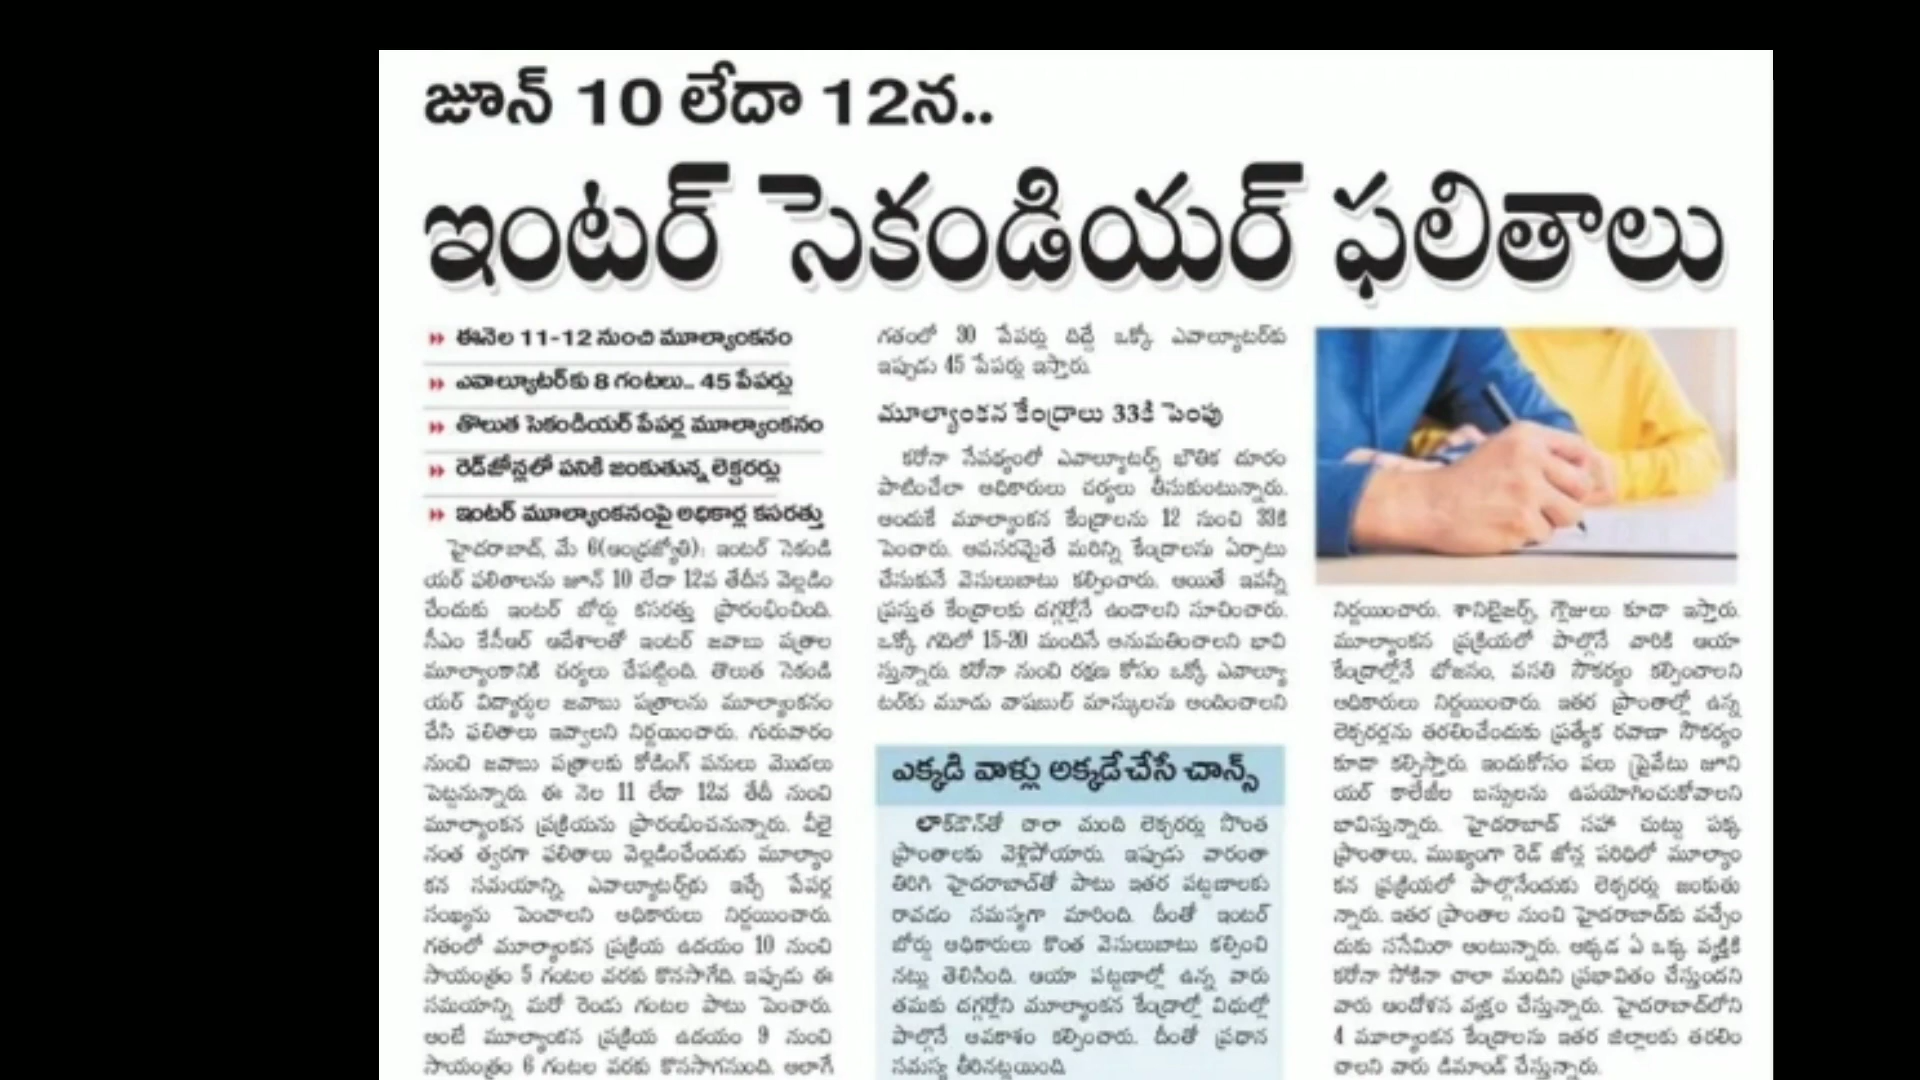 జూన్ 10 లేదా 12న..
ఇంటర్ సెకండియర్ ఫలితాలు
ఈనెల 11-12 నుంచి మూల్యాంకనం
ఎవాల్యూటర్‌కు 8 గంటలు.. 45 పేపర్లు
తొలుత సెకండియర్ పేపర్ల మూల్యాంకనం
రెడ్‌జోన్లలో పనికి జంకుతున్న లెక్చరర్లు
ఇంటర్ మూల్యాంకనంపై అధికార్ల కసరత్తు
హైదరాబాద్, మే 6(ఆంధ్రజ్యోతి): ఇంటర్ సెకండి
యర్ ఫలితాలను జూన్ 10 లేదా 12వ తేదీన వెల్లడిం
చేందుకు ఇంటర్ బోర్డు కసరత్తు ప్రారంభించింది.
సీఎం కేసీఆర్ ఆదేశాలతో ఇంటర్ జవాబు పత్రాల
మూల్యాంకానికి చర్యలు చేపట్టింది. తొలుత సెకండి
యర్ విద్యార్థుల జవాబు పత్రాలను మూల్యాంకనం
చేసి ఫలితాలు ఇవ్వాలని నిర్ణయించారు. గురువారం
నుంచి జవాబు పత్రాలకు కోడింగ్ పనులు మొదలు
పెట్టనున్నారు. ఈ నెల 11 లేదా 12వ తేదీ నుంచి
మూల్యాంకన ప్రక్రియను ప్రారంభించనున్నారు. వీలై
నంత త్వరగా ఫలితాలు వెల్లడించేందుకు మూల్యాం
కన సమయాన్ని, ఎవాల్యూటర్స్‌కు ఇచ్చే పేపర్ల
సంఖ్యను పెంచాలని అధికారులు నిర్ణయించారు.
గతంలో మూల్యాంకన ప్రక్రియ ఉదయం 10 నుంచి
సాయంత్రం 5 గంటల వరకు కొనసాగేది. ఇప్పుడు ఈ
సమయాన్ని మరో రెండు గంటల పాటు పెంచారు.
అంటే మూల్యాంకన ప్రక్రియ ఉదయం 9 నుంచి
సాయంత్రం 6 గంటల వరకు కొనసాగనుంది. అలాగే
గతంలో 30 పేపర్లు దిద్దే ఒక్కో ఎవాల్యూటర్‌కు
ఇప్పుడు 45 పేపర్లు ఇస్తారు.
మూల్యాంకన కేంద్రాలు 33కి పెంపు
కరోనా నేపథ్యంలో ఎవాల్యూటర్స్ భౌతిక దూరం
పాటించేలా అధికారులు చర్యలు తీసుకుంటున్నారు.
అందుకే మూల్యాంకన కేంద్రాలను 12 నుంచి 33కి
పెంచారు. అవసరమైతే మరిన్ని కేంద్రాలను ఏర్పాటు
చేసుకునే వెసులుబాటు కల్పించారు. అయితే ఇవన్నీ
ప్రస్తుత కేంద్రాలకు దగ్గర్లోనే ఉండాలని సూచించారు.
ఒక్కో గదిలో 15-20 మందినే అనుమతించాలని భావి
స్తున్నారు. కరోనా నుంచి రక్షణ కోసం ఒక్కో ఎవాల్యూ
టర్‌కు మూడు వాషబుల్ మాస్కులను అందించాలని
ఎక్కడి వాళ్లు అక్కడేచేసే చాన్స్
లాక్‌డౌన్‌తో చాలా మంది లెక్చరర్లు సొంత
ప్రాంతాలకు వెళ్లిపోయారు. ఇప్పుడు వారంతా
తిరిగి హైదరాబాద్‌తో పాటు ఇతర పట్టణాలకు
రావడం సమస్యగా మారింది. దీంతో ఇంటర్
బోర్డు అధికారులు కొంత వెసులుబాటు కల్పించి
నట్లు తెలిసింది. ఆయా పట్టణాల్లో ఉన్న వారు
తమకు దగ్గర్లోని మూల్యాంకన కేంద్రాల్లో విధుల్లో
పాల్గొనే అవకాశం కల్పించారు. దీంతో ప్రధాన
సమస్య తీరినట్టయింది.
నిర్ణయించారు. శానిటైజర్స్, గ్లౌజులు కూడా ఇస్తారు.
మూల్యాంకన ప్రక్రియలో పాల్గొనే వారికి ఆయా
కేంద్రాల్లోనే భోజనం, వసతి సౌకర్యం కల్పించాలని
అధికారులు నిర్ణయించారు. ఇతర ప్రాంతాల్లో ఉన్న
లెక్చరర్లను తరలించేందుకు ప్రత్యేక రవాణా సౌకర్యం
కూడా కల్పిస్తారు. ఇందుకోసం పలు ప్రైవేటు జూని
యర్ కాలేజీల బస్సులను ఉపయోగించుకోవాలని
భావిస్తున్నారు. హైదరాబాద్ సహా చుట్టు పక్క
ప్రాంతాలు, ముఖ్యంగా రెడ్ జోన్ల పరిధిలో మూల్యాం
కన ప్రక్రియలో పాల్గొనేందుకు లెక్చరర్లు జంకుతు
న్నారు. ఇతర ప్రాంతాల నుంచి హైదరాబాద్‌కు వచ్చేం
దుకు ససేమిరా అంటున్నారు. అక్కడ ఏ ఒక్క వ్యక్తికి
కరోనా సోకినా చాలా మందిని ప్రభావితం చేస్తుందని
వారు ఆందోళన వ్యక్తం చేస్తున్నారు. హైదరాబాద్‌లోని
4 మూల్యాంకన కేంద్రాలను ఇతర జిల్లాలకు తరలిం
చాలని వారు డిమాండ్ చేస్తున్నారు.